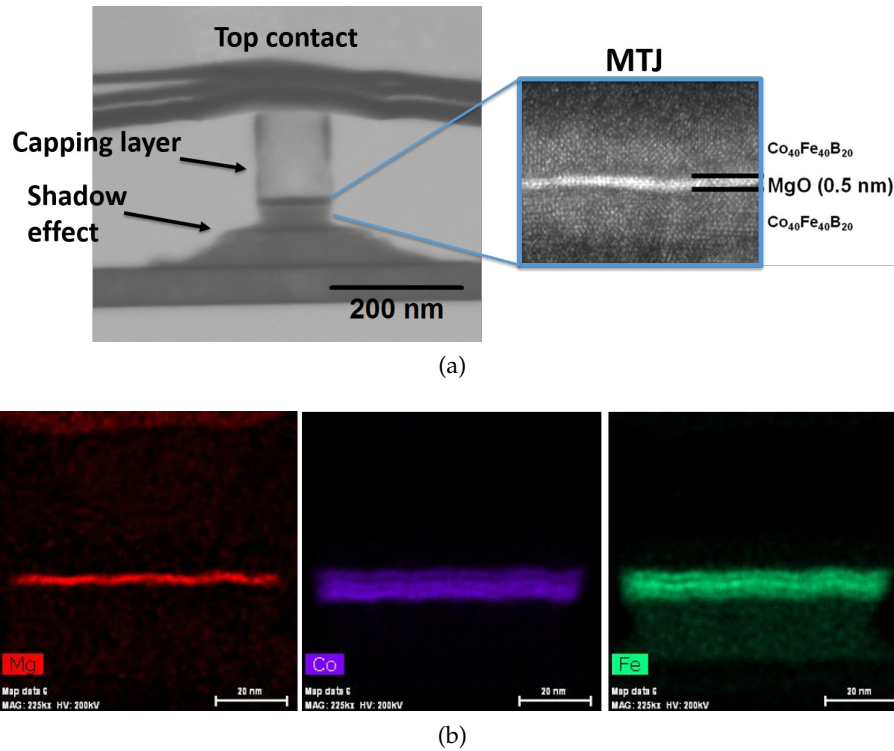 Top contact
Capping layer
Shadow
effect
200 nm
MTJ
Co₄₀Fe₄₀B₂₀
MgO (0.5 nm)
Co₄₀Fe₄₀B₂₀
(a)
Mg
Map data 6
MAG: 225kx HV: 200kV
20 nm
Co
Map data 6
MAG: 225kx HV: 200kV
20 nm
Fe
Map data 6
MAG: 225kx HV: 200kV
20 nm
(b)